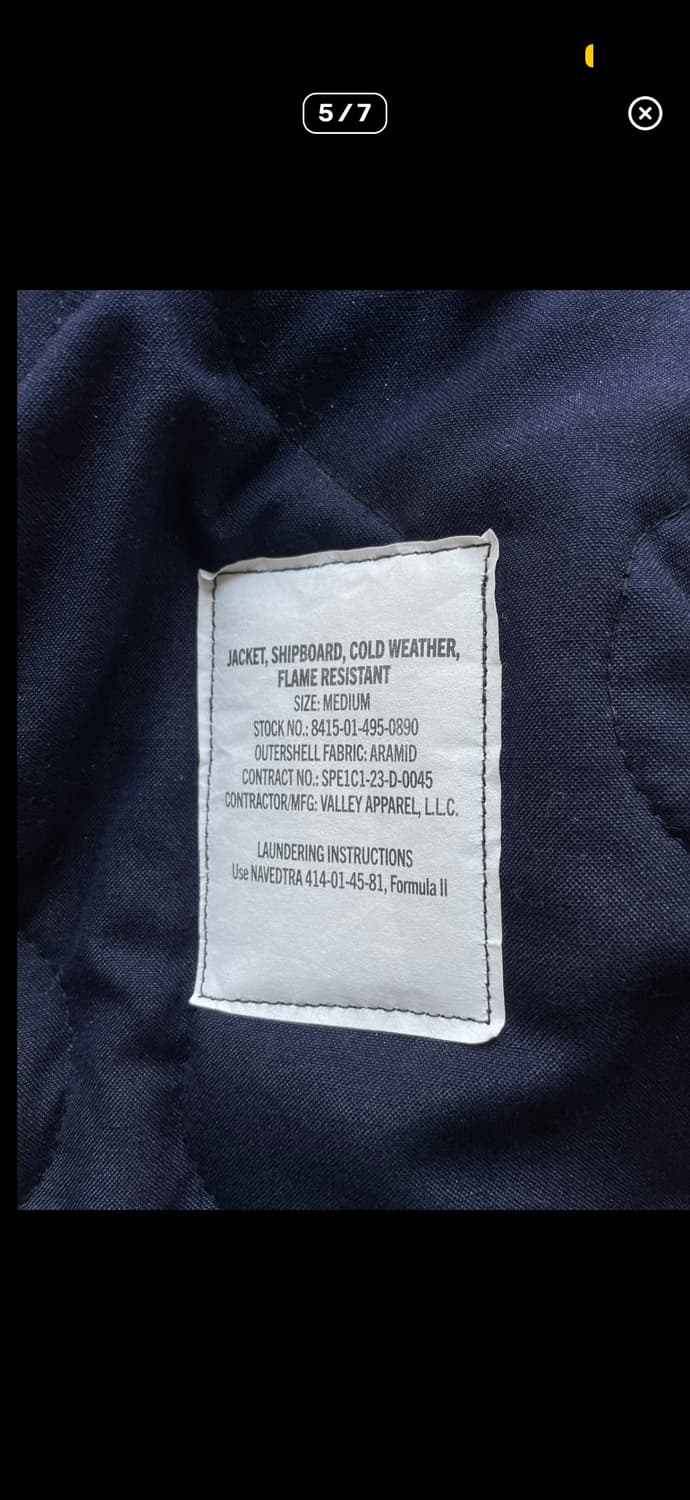 5/7
JACKET, SHIPBOARD, COLD WEATHER,
FLAME RESISTANT
SIZE: MEDIUM
STOCK NO.: 8415-01-495-0890
OUTERSHELL FABRIC: ARAMID
CONTRACT NO.: SPE1C1-23-D-0045
CONTRACTOR/MFG: VALLEY APPAREL, L.L.C.
LAUNDERING INSTRUCTIONS
Use NAVEDTRA 414-01-45-81, Formula II